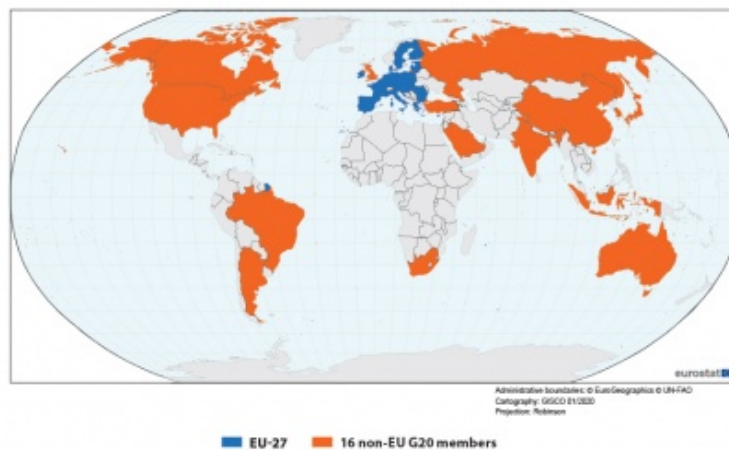 eurostat
Administrative boundaries: © EuroGeographics © UN-FAO
Cartography: GISCO 01/2020
Projection: Robinson
EU-27 16 non-EU G20 members